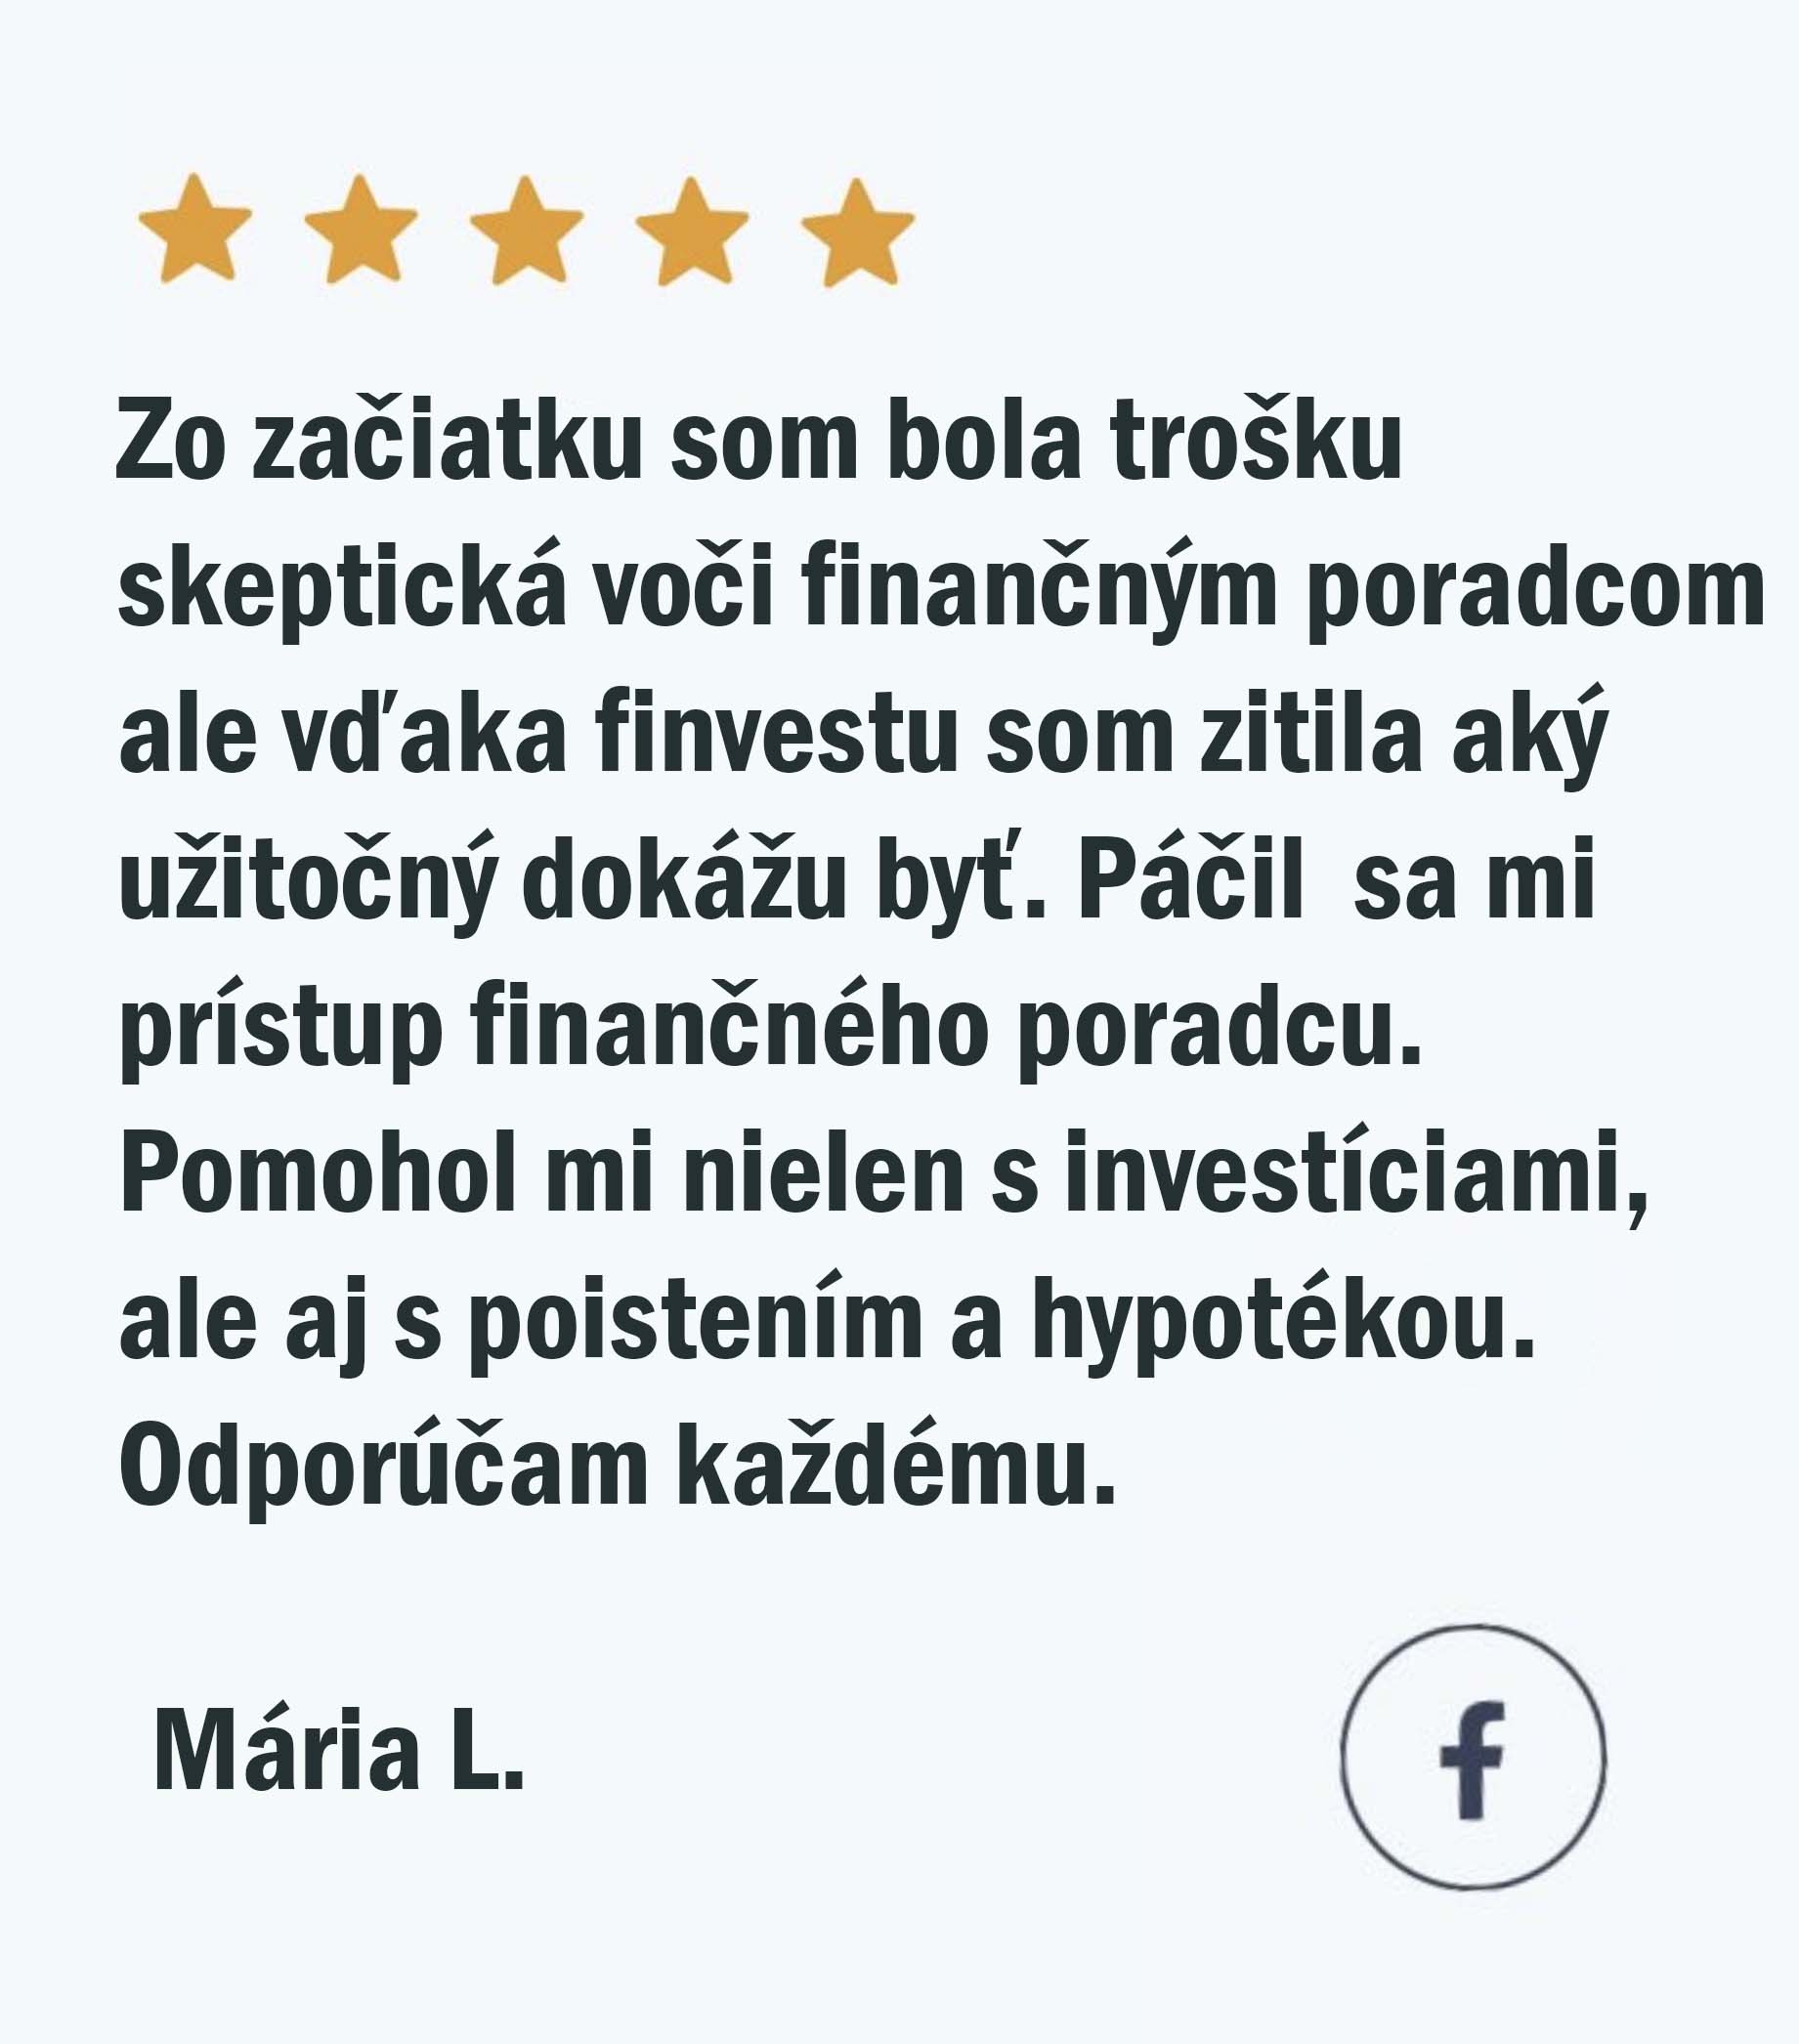 Zo začiatku som bola trošku
skeptická voči finančným poradcom
ale vďaka finvestu som zitila aký
užitočný dokážu byť. Páčil  sa mi
prístup finančného poradcu.
Pomohol mi nielen s investíciami,
ale aj s poistením a hypotékou.
Odporúčam každému.
Mária L.
f